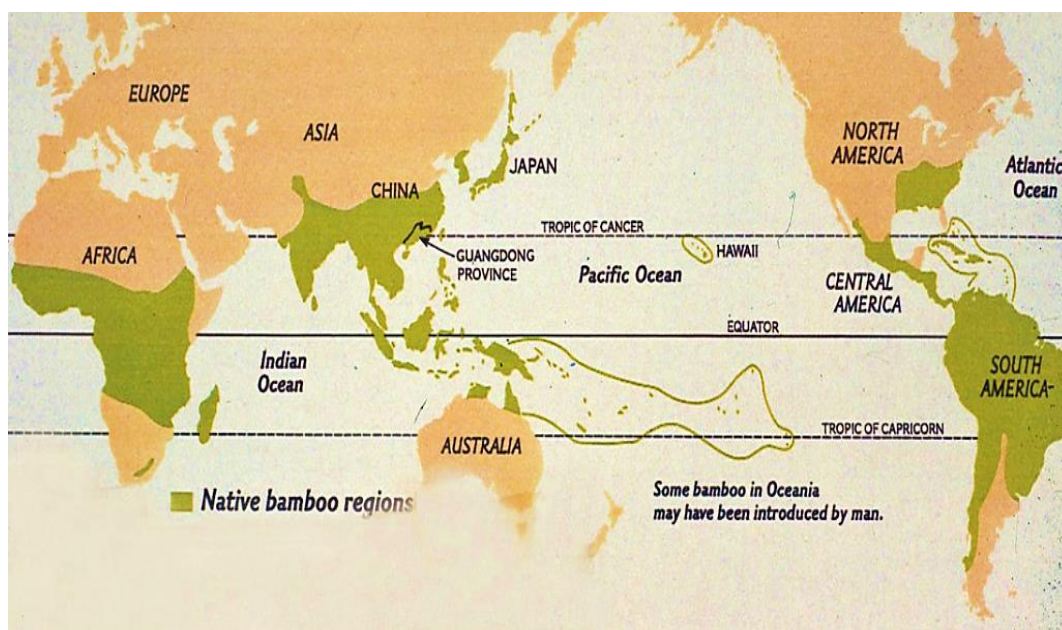 EUROPE
ASIA
JAPAN
CHINA
NORTH
AMERICA
Atlantic
Ocean
TROPIC OF CANCER
AFRICA
GUANGDONG
PROVINCE
HAWAII
Pacific Ocean
CENTRAL
AMERICA
EQUATOR
Indian
Ocean
SOUTH
AMERICA-
TROPIC OF CAPRICORN
AUSTRALIA
Native bamboo regions
Some bamboo in Oceania
may have been introduced by man.